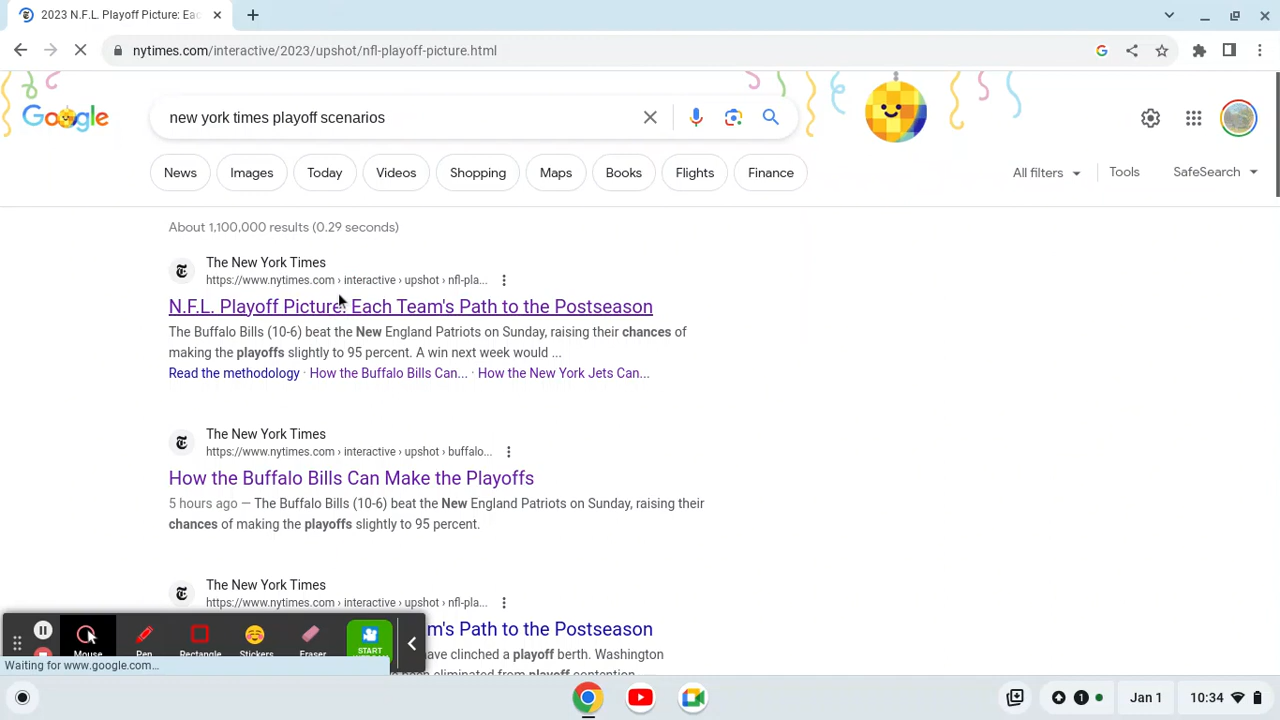 2023 N.F.L. Playoff Picture: Eac
nytimes.com/interactive/2023/upshot/nfl-playoff-picture.html
Google
new york times playoff scenarios
News
Images
Today
Videos
Shopping
Maps
Books
Flights
Finance
All filters
Tools
SafeSearch
About 1,100,000 results (0.29 seconds)
The New York Times
https://www.nytimes.com › interactive › upshot › nfl-pla...
N.F.L. Playoff Picture: Each Team's Path to the Postseason
The Buffalo Bills (10-6) beat the New England Patriots on Sunday, raising their chances of
making the playoffs slightly to 95 percent. A win next week would ...
Read the methodology · How the Buffalo Bills Can... · How the New York Jets Can...
The New York Times
https://www.nytimes.com › interactive › upshot › buffalo...
How the Buffalo Bills Can Make the Playoffs
5 hours ago — The Buffalo Bills (10-6) beat the New England Patriots on Sunday, raising their
chances of making the playoffs slightly to 95 percent.
The New York Times
https://www.nytimes.com › interactive › upshot › nfl-pla...
m's Path to the Postseason
ave clinched a playoff berth. Washington
been eliminated from playoff contention
Mouse
Pen
Rectangle
Stickers
Eraser
START
Waiting for www.google.com...
1
Jan 1
10:34